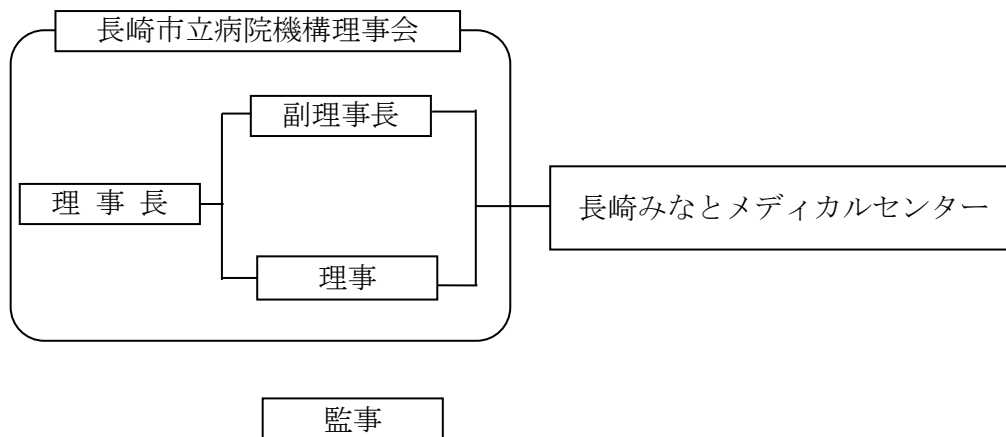 長崎市立病院機構理事会
副理事長
理 事 長
長崎みなとメディカルセンター
理事
監事